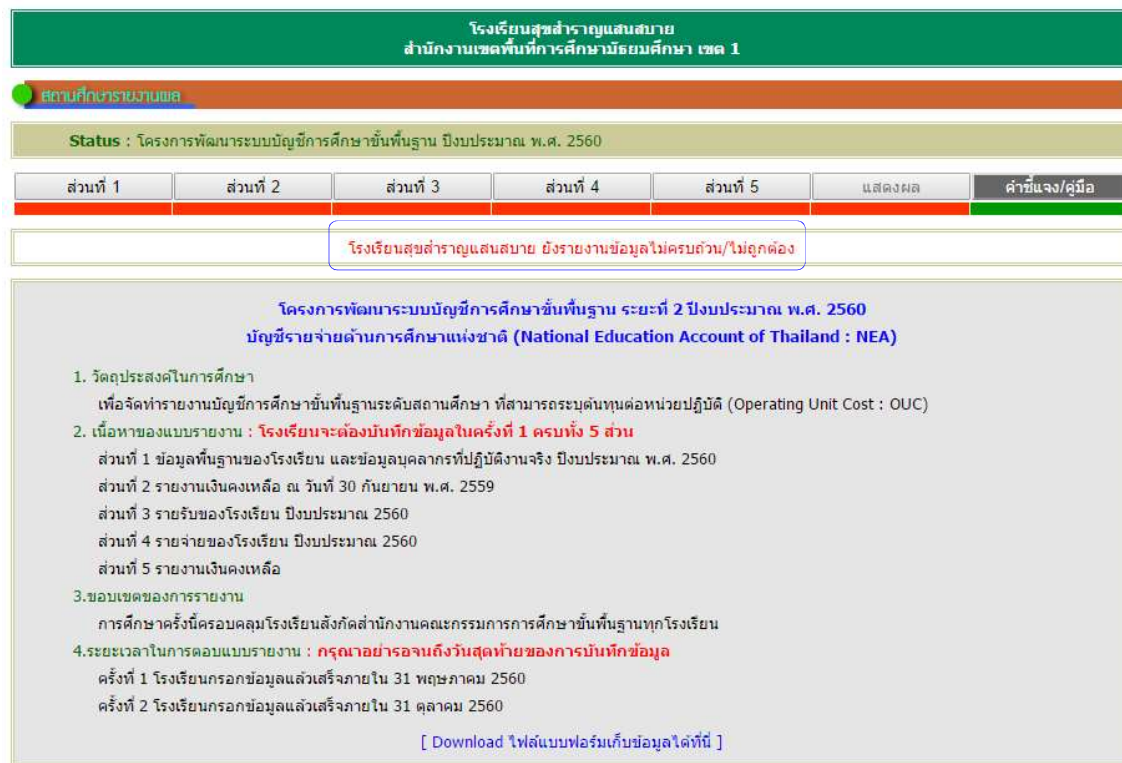 โรงเรียนสุขสำราญแสนสบาย
สำนักงานเขตพื้นที่การศึกษามัธยมศึกษา เขต 1
สถานศึกษารายงานผล
Status : โครงการพัฒนาระบบบัญชีการศึกษาขั้นพื้นฐาน ปีงบประมาณ พ.ศ. 2560
ส่วนที่ 1 ส่วนที่ 2 ส่วนที่ 3 ส่วนที่ 4 ส่วนที่ 5 แสดงผล คำชี้แจง/คู่มือ
โรงเรียนสุขสำราญแสนสบาย ยังรายงานข้อมูลไม่ครบถ้วน/ไม่ถูกต้อง
โครงการพัฒนาระบบบัญชีการศึกษาขั้นพื้นฐาน ระยะที่ 2 ปีงบประมาณ พ.ศ. 2560
บัญชีรายจ่ายด้านการศึกษาแห่งชาติ (National Education Account of Thailand : NEA)
1. วัตถุประสงค์ในการศึกษา
เพื่อจัดทำรายงานบัญชีการศึกษาขั้นพื้นฐานระดับสถานศึกษา ที่สามารถระบุต้นทุนต่อหน่วยปฏิบัติ (Operating Unit Cost : OUC)
2. เนื้อหาของแบบรายงาน : โรงเรียนจะต้องบันทึกข้อมูลในครั้งที่ 1 ครบทั้ง 5 ส่วน
ส่วนที่ 1 ข้อมูลพื้นฐานของโรงเรียน และข้อมูลบุคลากรที่ปฏิบัติงานจริง ปีงบประมาณ พ.ศ. 2560
ส่วนที่ 2 รายงานเงินคงเหลือ ณ วันที่ 30 กันยายน พ.ศ. 2559
ส่วนที่ 3 รายรับของโรงเรียน ปีงบประมาณ 2560
ส่วนที่ 4 รายจ่ายของโรงเรียน ปีงบประมาณ 2560
ส่วนที่ 5 รายงานเงินคงเหลือ
3.ขอบเขตของการรายงาน
การศึกษาครั้งนี้ครอบคลุมโรงเรียนสังกัดสำนักงานคณะกรรมการการศึกษาขั้นพื้นฐานทุกโรงเรียน
4.ระยะเวลาในการตอบแบบรายงาน : กรุณาอย่ารอจนถึงวันสุดท้ายของการบันทึกข้อมูล
ครั้งที่ 1 โรงเรียนกรอกข้อมูลแล้วเสร็จภายใน 31 พฤษภาคม 2560
ครั้งที่ 2 โรงเรียนกรอกข้อมูลแล้วเสร็จภายใน 31 ตุลาคม 2560
[ Download ไฟล์แบบฟอร์มเก็บข้อมูลได้ที่นี่ ]